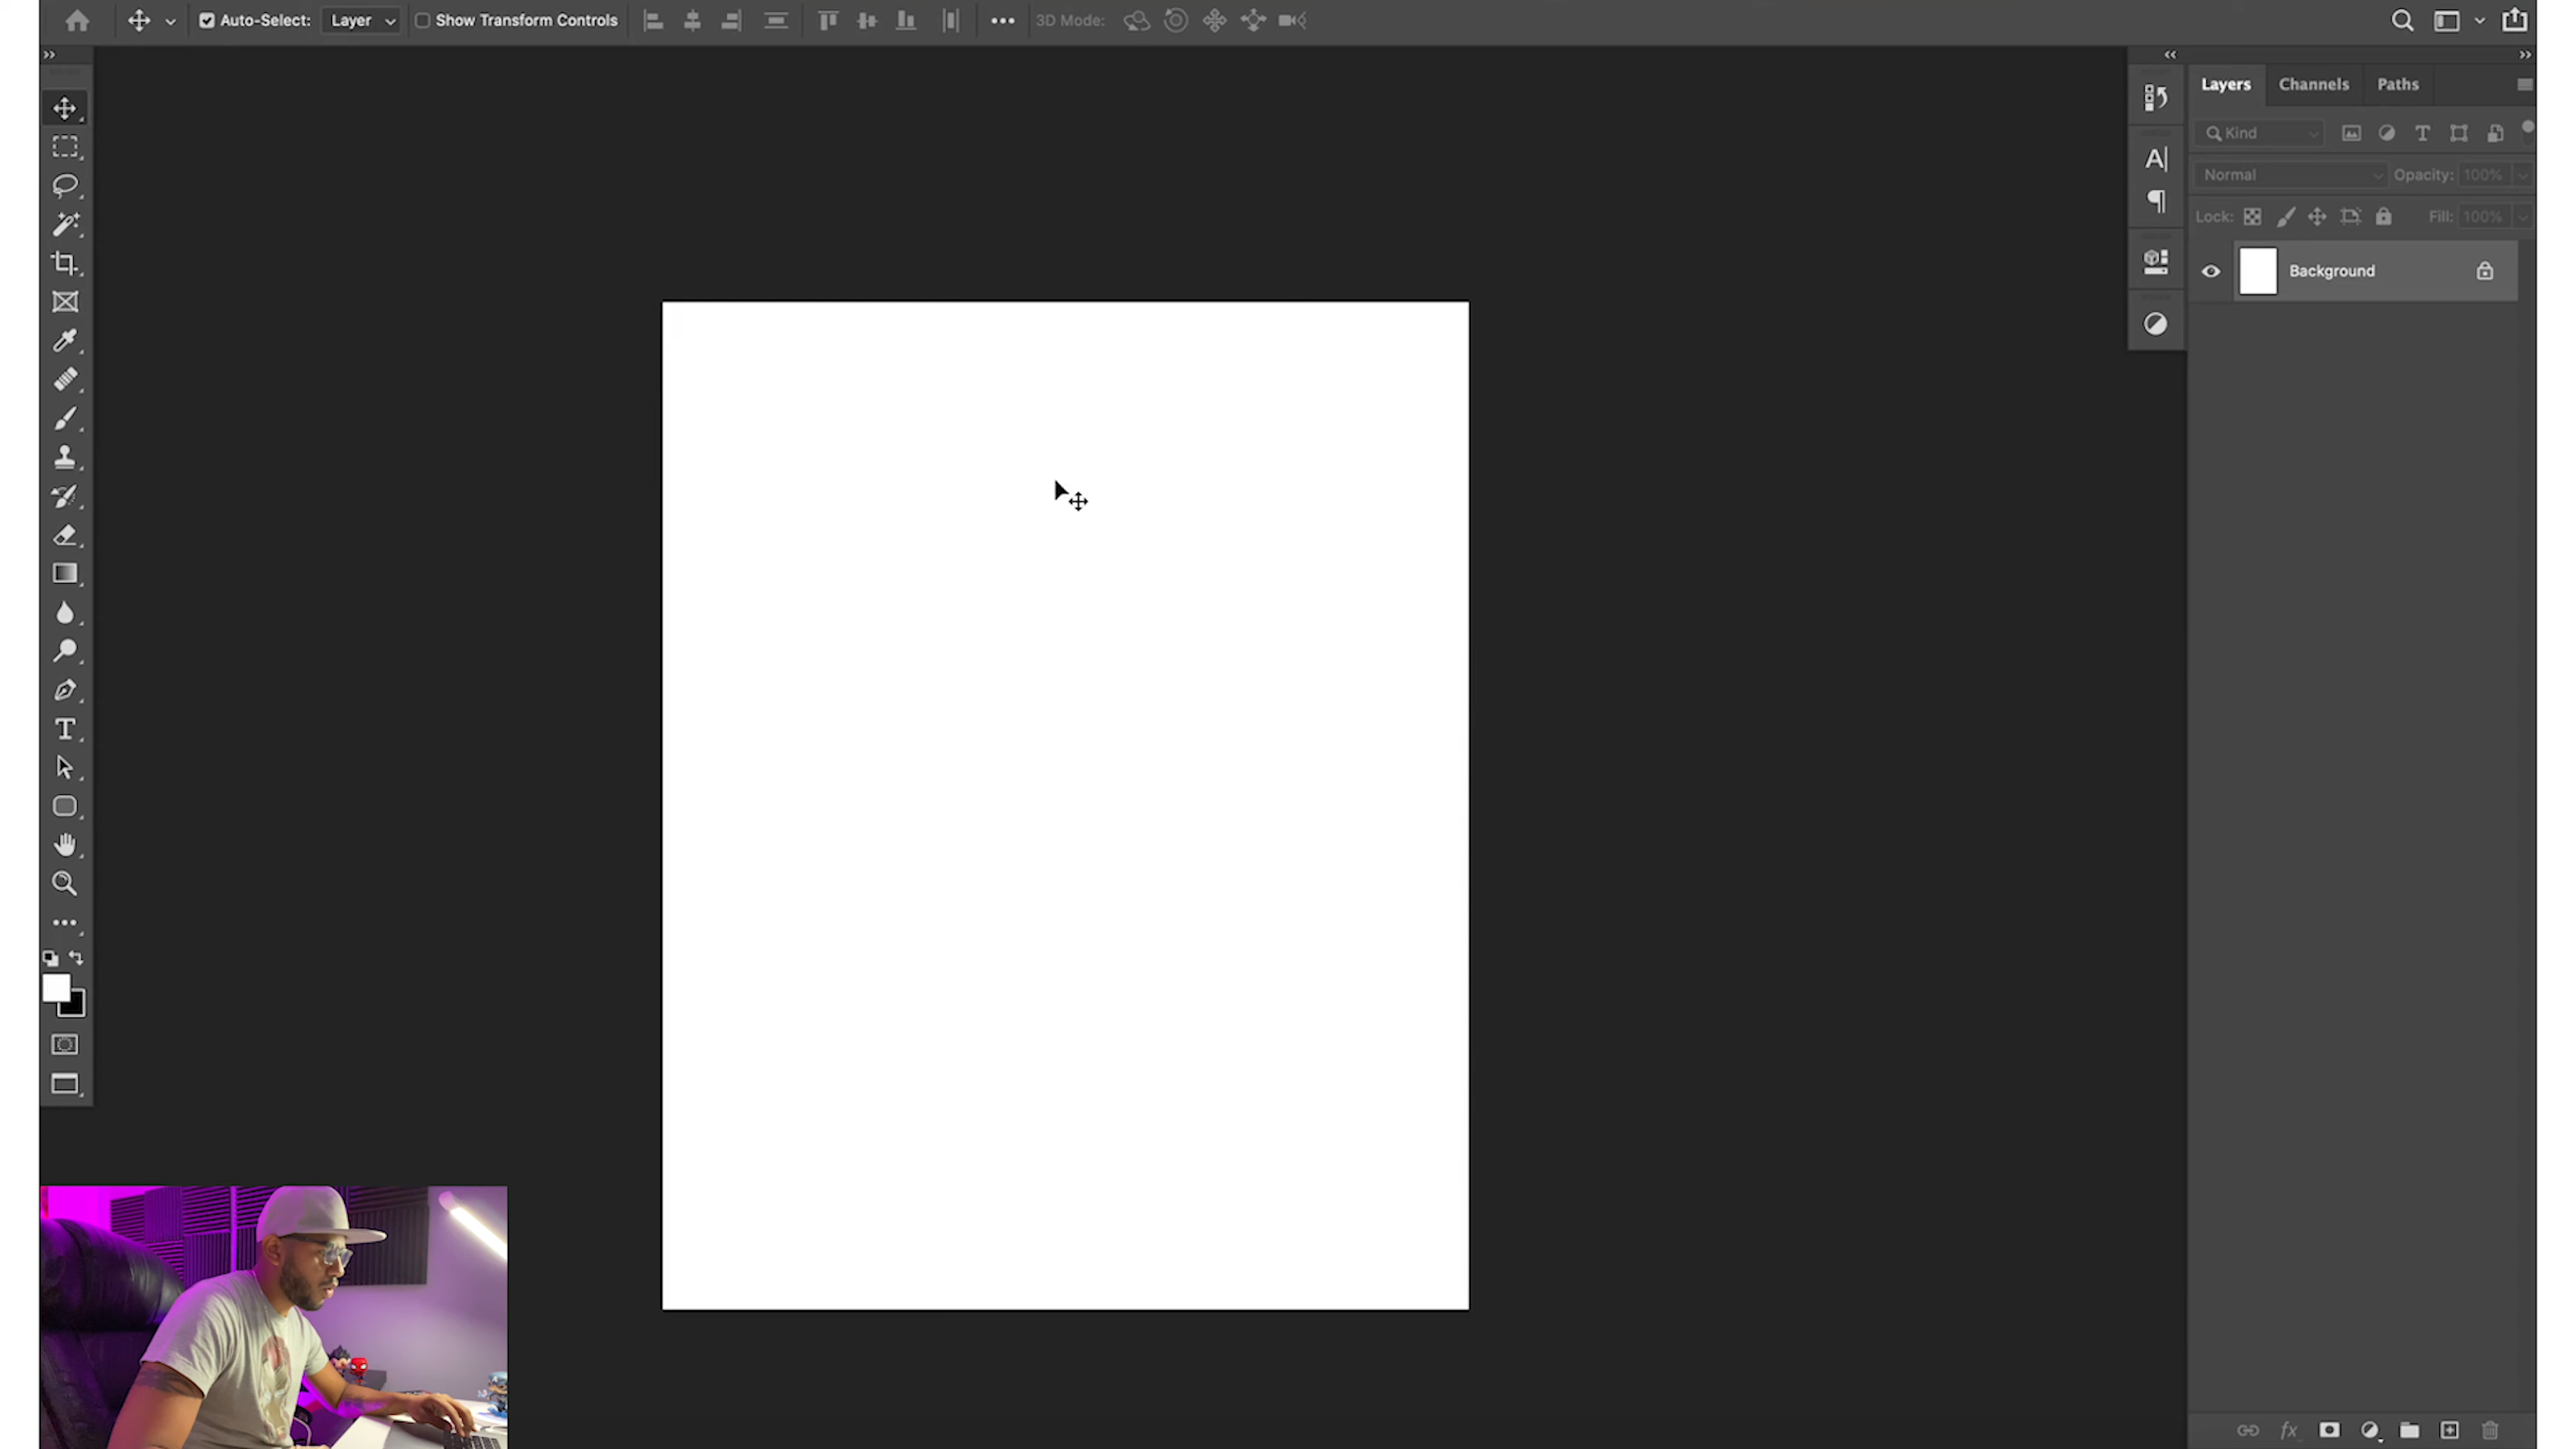 Auto-Select: Layer Show Transform Controls 3D Mode:
Layers Channels Paths
Kind
Normal Opacity: 100%
Lock: Fill: 100%
Background